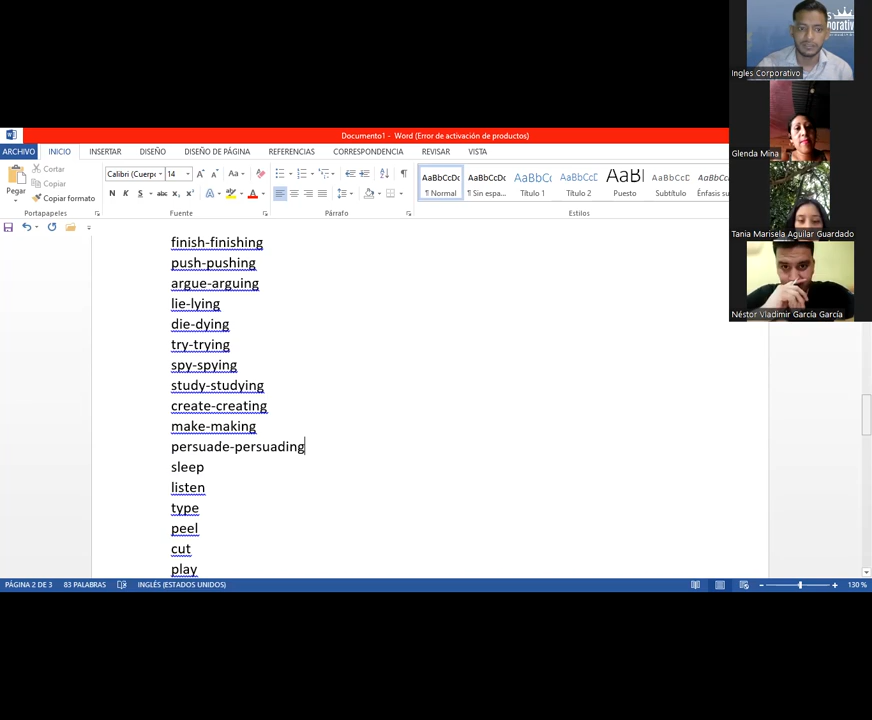 Documento1 - Word (Error de activación de productos)
ARCHIVO INICIO INSERTAR DISEÑO DISEÑO DE PÁGINA REFERENCIAS CORRESPONDENCIA REVISAR VISTA
Pegar
Cortar
Copiar
Copiar formato
Portapapeles
Calibri (Cuerpo 14
Fuente
Párrafo
AaBbCcDc AaBbCcDc AaBbC AaBbCcC AaBl AaBbCcD
¶ Normal ¶ Sin espa... Título 1 Título 2 Puesto Subtítulo Énfasis su
Estilos
finish-finishing
push-pushing
argue-arguing
lie-lying
die-dying
try-trying
spy-spying
study-studying
create-creating
make-making
persuade-persuading
sleep
listen
type
peel
cut
play
PÁGINA 2 DE 3 83 PALABRAS INGLÉS (ESTADOS UNIDOS) 130 %
Ingles Corporativo
Glenda Mina
Tania Marisela Aguilar Guardado
Néstor Vladimir García García